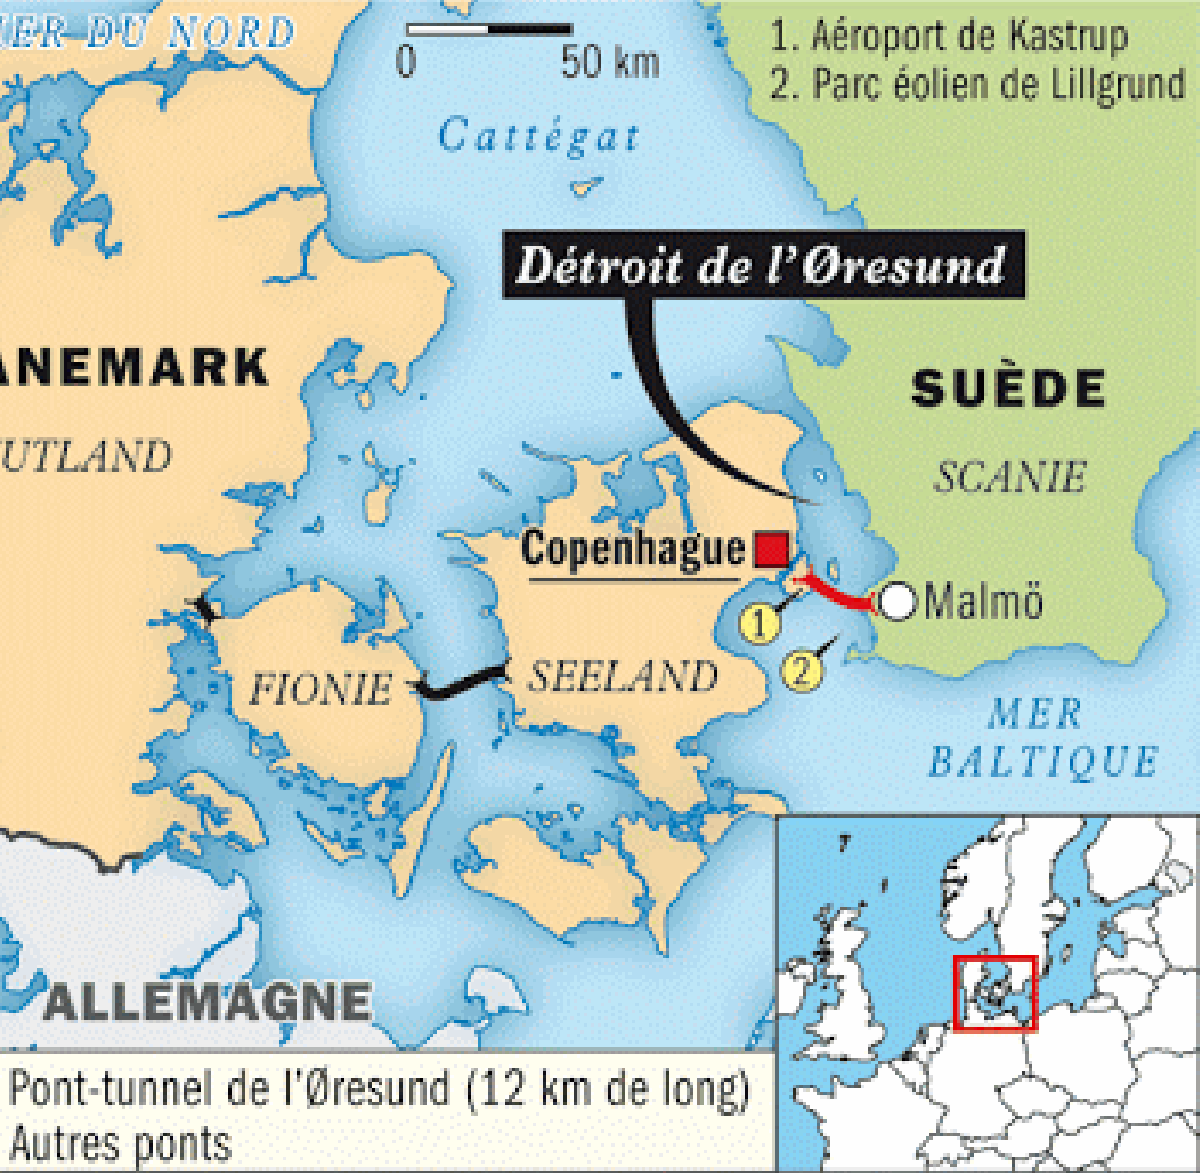 ER DU NORD
0 50 km
1. Aéroport de Kastrup
2. Parc éolien de Lillgrund
Cattégat
Détroit de l'Øresund
ANEMARK
UTLAND
SUÈDE
SCANIE
Copenhague
Malmö
1
2
FIONIE
SEELAND
MER
BALTIQUE
ALLEMAGNE
Pont-tunnel de l'Øresund (12 km de long)
Autres ponts